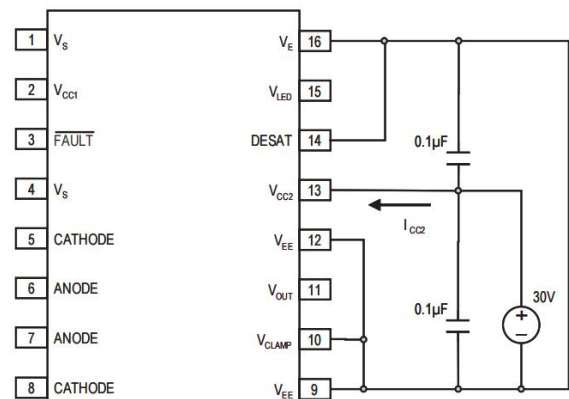 1 VS
2 VCC1
3 FAULT
4 VS
5 CATHODE
6 ANODE
7 ANODE
8 CATHODE
VE 16
VLED 15
DESAT 14
VCC2 13
VEE 12
VOUT 11
VCLAMP 10
VEE 9
0.1µF
ICC2
0.1µF
30V
+
−